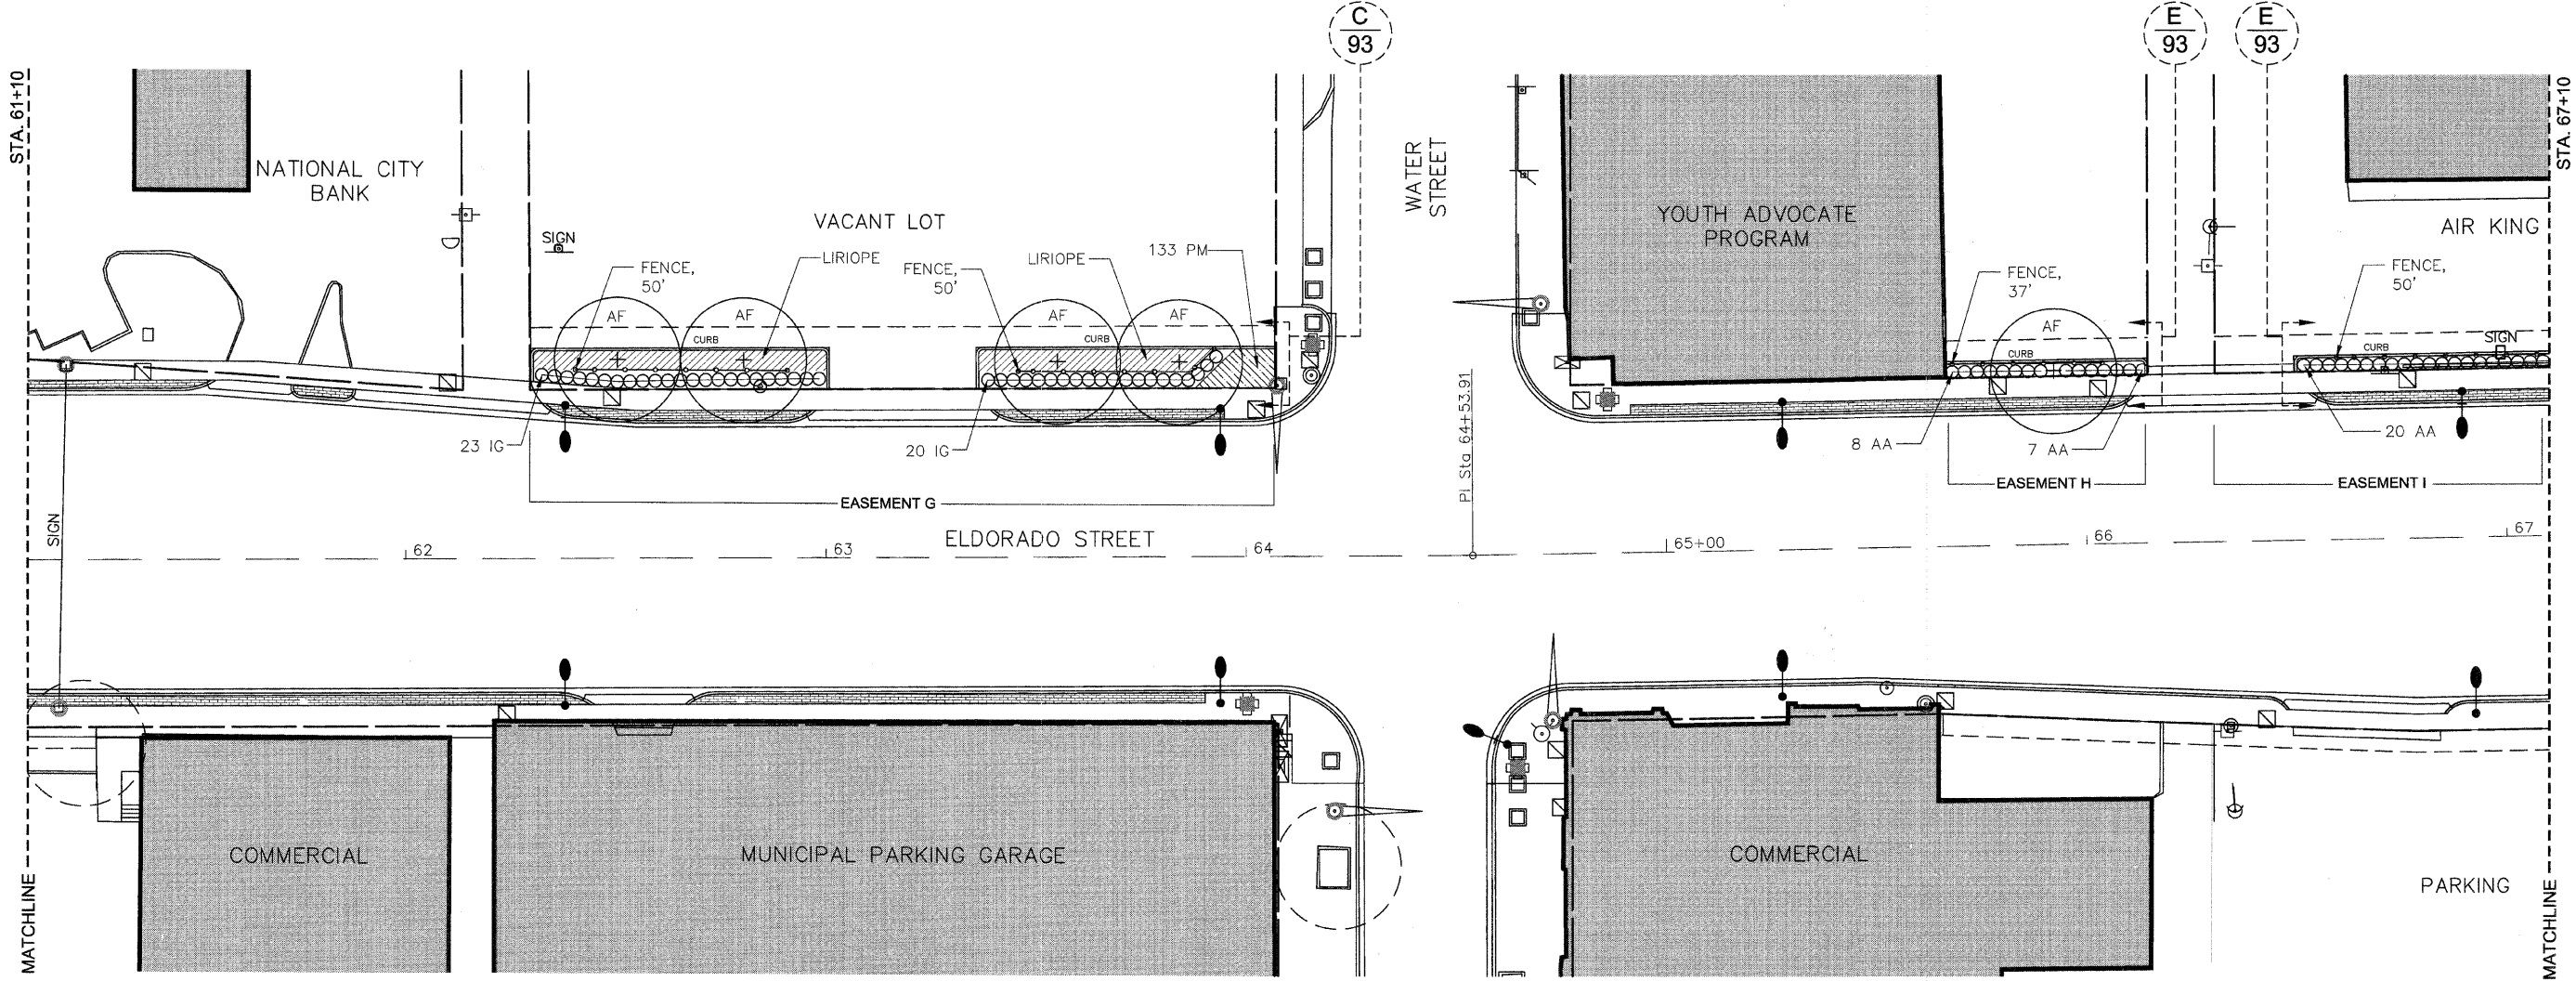 C
93
E
93
E
93
STA. 61+10
STA. 67+10
NATIONAL CITY
BANK
VACANT LOT
WATER
STREET
YOUTH ADVOCATE
PROGRAM
AIR KING
SIGN
FENCE,
50'
LIRIOPE
FENCE,
50'
LIRIOPE
133 PM
FENCE,
37'
FENCE,
50'
AF
AF
AF
AF
AF
CURB
CURB
CURB
CURB
SIGN
23 IG
20 IG
8 AA
7 AA
20 AA
EASEMENT G
EASEMENT H
EASEMENT I
PI Sta 64+53.91
SIGN
ELDORADO STREET
62
63
64
65+00
66
67
COMMERCIAL
MUNICIPAL PARKING GARAGE
COMMERCIAL
PARKING
MATCHLINE
MATCHLINE